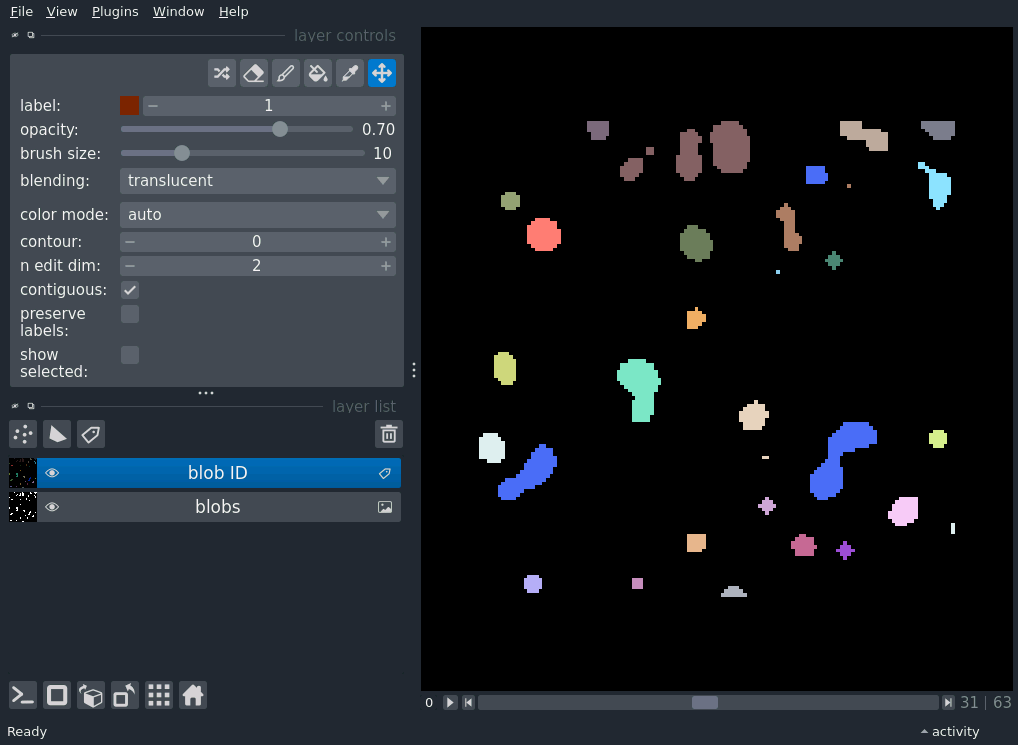 File View Plugins Window Help
layer controls
label: 1
opacity: 0.70
brush size: 10
blending: translucent
color mode: auto
contour: 0
n edit dim: 2
contiguous:
preserve
labels:
show
selected:
layer list
blob ID
blobs
0 31 | 63
Ready activity